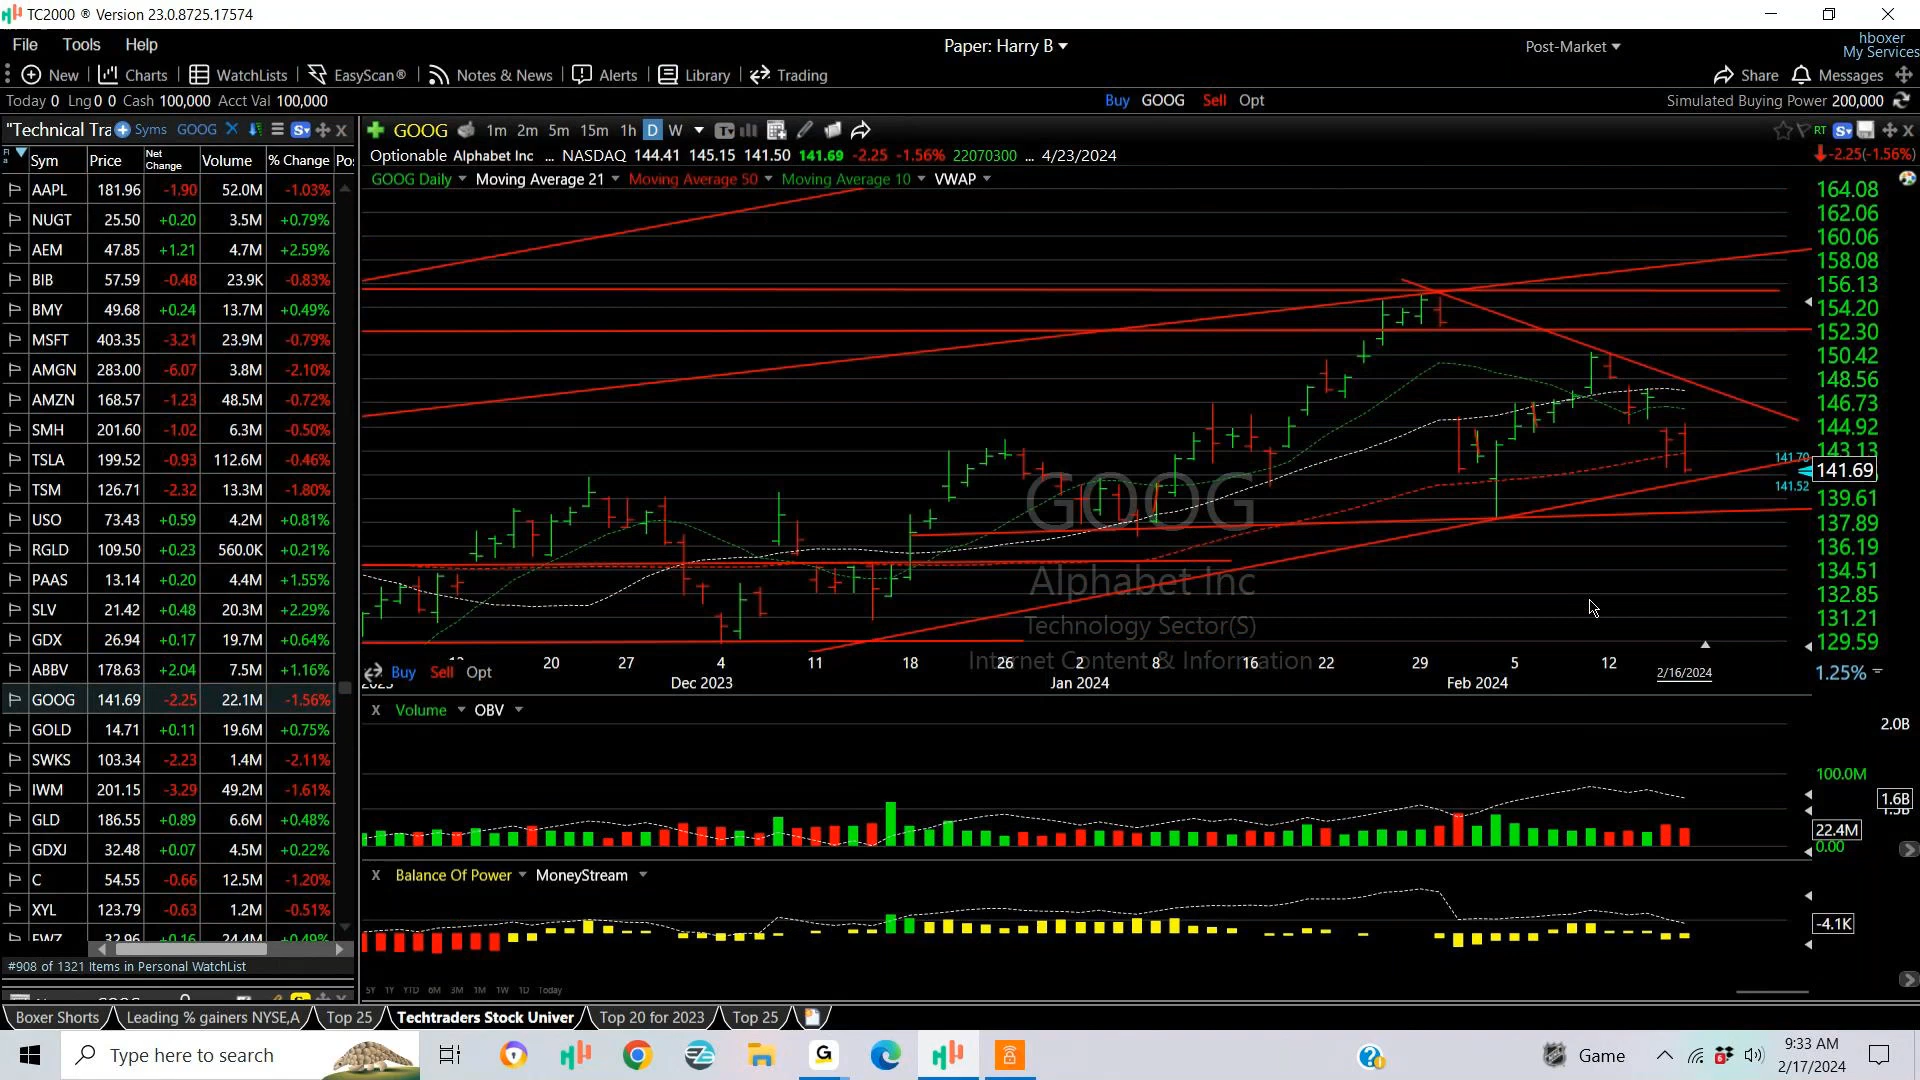 TC2000 ® Version 23.0.8725.17574
File Tools Help
Paper: Harry B
Post-Market
hboxer
My Services
New Charts WatchLists EasyScan® Notes & News Alerts Library Trading
Share Messages
Today 0 Lng 0 0 Cash 100,000 Acct Val 100,000
Buy GOOG Sell Opt
Simulated Buying Power 200,000
"Technical Tra Syms GOOG
GOOG 1m 2m 5m 15m 1h D W
RT
Sym Price Net Change Volume % Change Po
Optionable Alphabet Inc ... NASDAQ 144.41 145.15 141.50 141.69 -2.25 -1.56% 22070300 ... 4/23/2024
-2.25(-1.56%)
GOOG Daily Moving Average 21 Moving Average 50 Moving Average 10 VWAP
AAPL 181.96 -1.90 52.0M -1.03%
NUGT 25.50 +0.20 3.5M +0.79%
AEM 47.85 +1.21 4.7M +2.59%
BIB 57.59 -0.48 23.9K -0.83%
BMY 49.68 +0.24 13.7M +0.49%
MSFT 403.35 -3.21 23.9M -0.79%
AMGN 283.00 -6.07 3.8M -2.10%
AMZN 168.57 -1.23 48.5M -0.72%
SMH 201.60 -1.02 6.3M -0.50%
TSLA 199.52 -0.93 112.6M -0.46%
TSM 126.71 -2.32 13.3M -1.80%
USO 73.43 +0.59 4.2M +0.81%
RGLD 109.50 +0.23 560.0K +0.21%
PAAS 13.14 +0.20 4.4M +1.55%
SLV 21.42 +0.48 20.3M +2.29%
GDX 26.94 +0.17 19.7M +0.64%
ABBV 178.63 +2.04 7.5M +1.16%
GOOG 141.69 -2.25 22.1M -1.56%
GOLD 14.71 +0.11 19.6M +0.75%
SWKS 103.34 -2.23 1.4M -2.11%
IWM 201.15 -3.29 49.2M -1.61%
GLD 186.55 +0.89 6.6M +0.48%
GDXJ 32.48 +0.07 4.5M +0.22%
C 54.55 -0.66 12.5M -1.20%
XYL 123.79 -0.63 1.2M -0.51%
EWZ 32.96 +0.16 24.4M +0.49%
#908 of 1321 Items in Personal WatchList
164.08
162.06
160.06
158.08
156.13
154.20
152.30
150.42
148.56
146.73
144.92
143.13
141.70
141.69
141.52
139.61
137.89
136.19
134.51
132.85
131.21
129.59
GOOG
Alphabet Inc
Technology Sector(S)
Internet Content & Information
20 27 4 11 18 26 2 8 16 22 29 5 12
Buy Sell Opt
2/16/2024
1.25%
Dec 2023 Jan 2024 Feb 2024
X Volume OBV
2.0B
100.0M
1.6B
22.4M
0.00
X Balance Of Power MoneyStream
-4.1K
5Y 1Y YTD 6M 3M 1M 1W 1D Today
Boxer Shorts Leading % gainers NYSE,A Top 25 Techtraders Stock Univer Top 20 for 2023 Top 25
Type here to search
Game
9:33 AM
2/17/2024